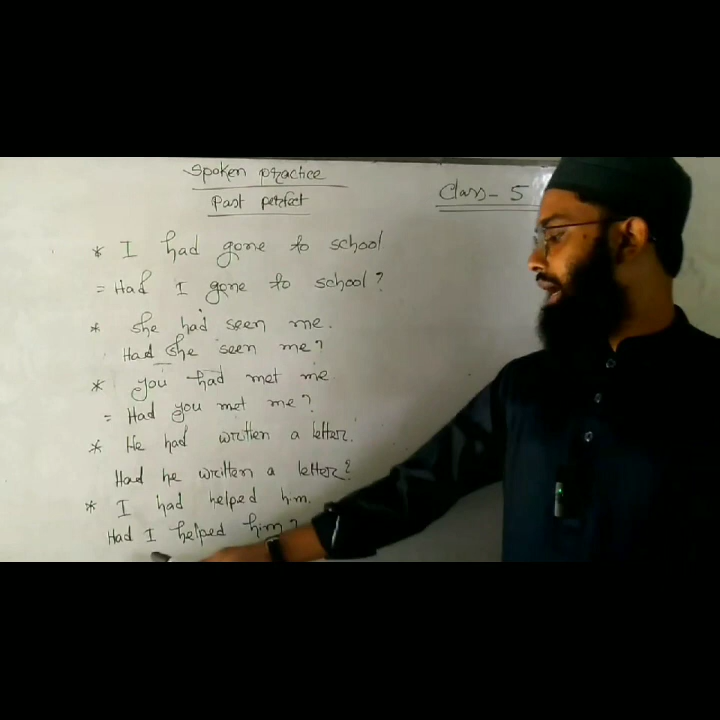 Spoken practice
Past perfect
Class- 5
* I had gone to school
= Had I gone to school?
* She had seen me.
Had she seen me?
* you had met me
= Had you met me?
* He had written a letter.
Had he written a letter?
* I had helped him.
Had I helped him?